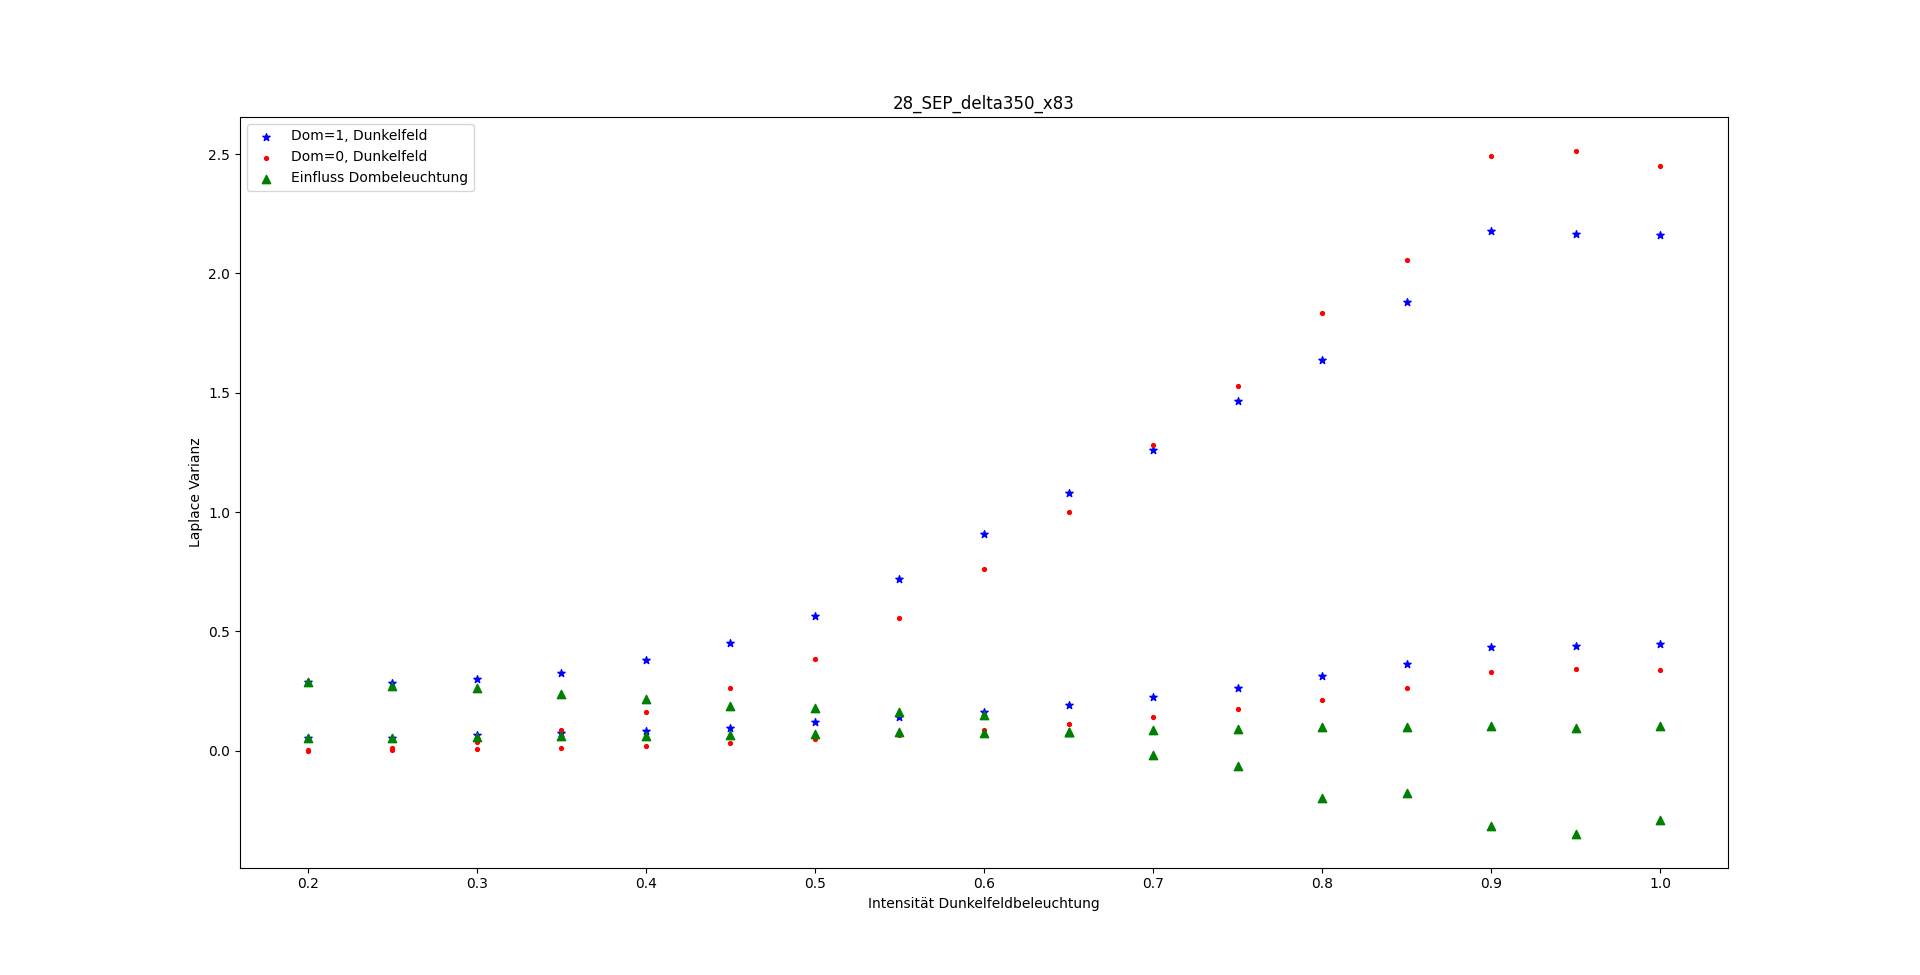 28_SEP_delta350_x83
Dom=1, Dunkelfeld
Dom=0, Dunkelfeld
Einfluss Dombeleuchtung
Laplace Varianz
2.5
2.0
1.5
1.0
0.5
0.0
0.2 0.3 0.4 0.5 0.6 0.7 0.8 0.9 1.0
Intensität Dunkelfeldbeleuchtung